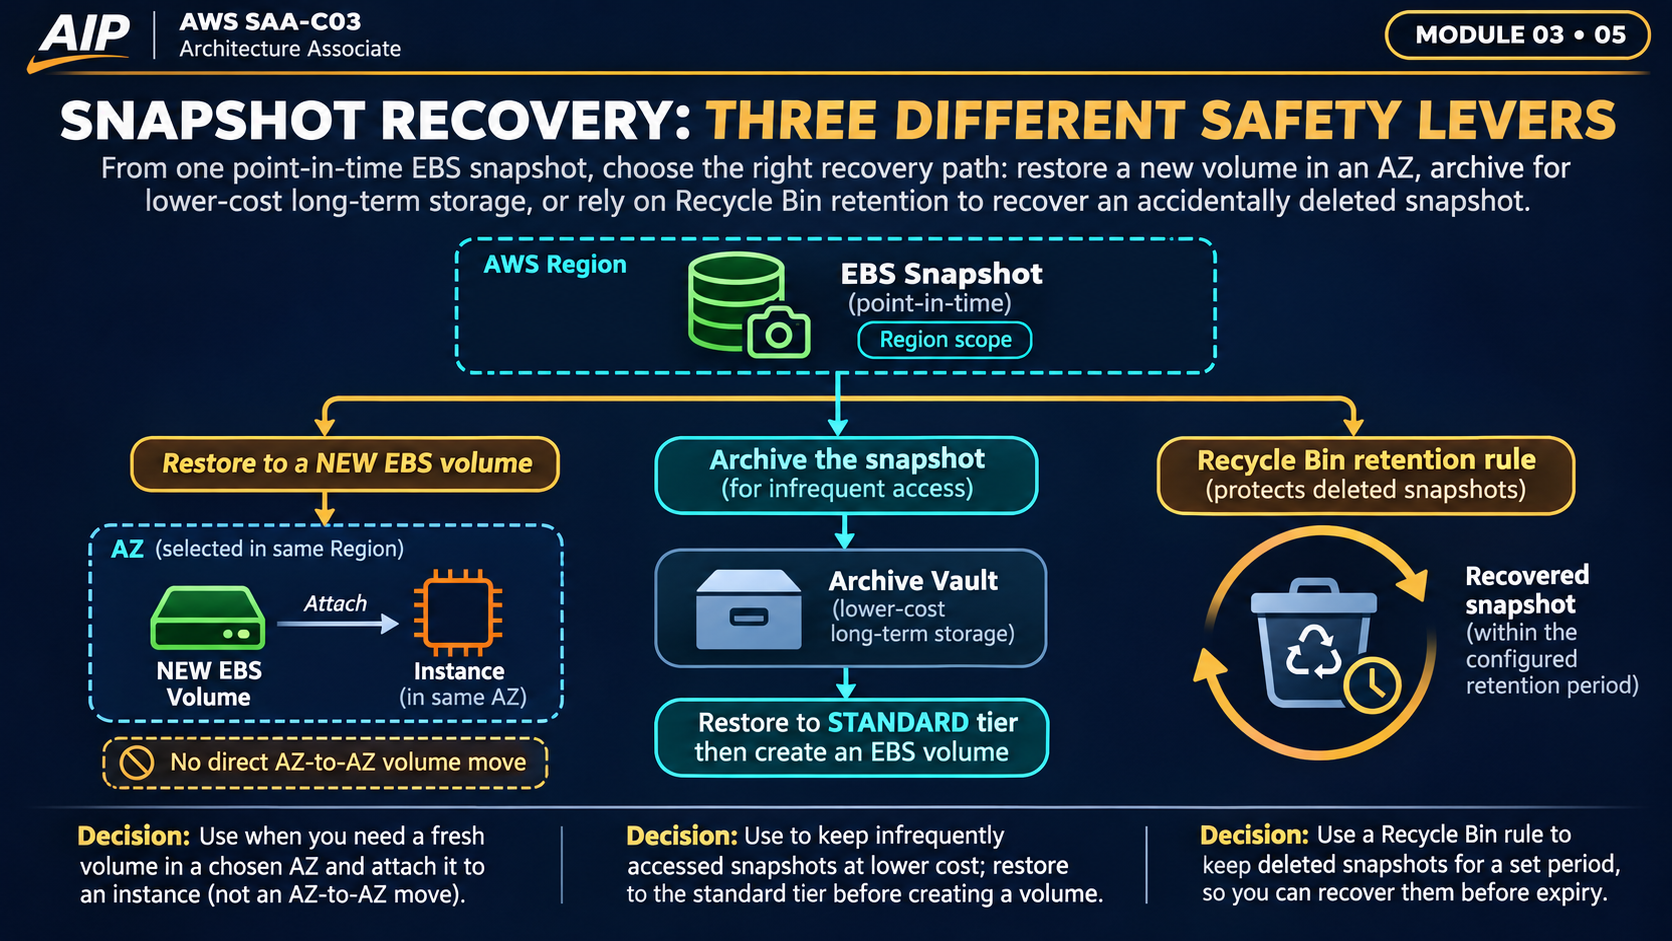 AIP
AWS SAA-C03
Architecture Associate
MODULE 03 • 05
SNAPSHOT RECOVERY: THREE DIFFERENT SAFETY LEVERS
From one point-in-time EBS snapshot, choose the right recovery path: restore a new volume in an AZ, archive for
lower-cost long-term storage, or rely on Recycle Bin retention to recover an accidentally deleted snapshot.
AWS Region
EBS Snapshot
(point-in-time)
Region scope
Restore to a NEW EBS volume
AZ (selected in same Region)
Attach
NEW EBS
Volume
Instance
(in same AZ)
No direct AZ-to-AZ volume move
Archive the snapshot
(for infrequent access)
Archive Vault
(lower-cost
long-term storage)
Restore to STANDARD tier
then create an EBS volume
Recycle Bin retention rule
(protects deleted snapshots)
Recovered
snapshot
(within the
configured
retention period)
Decision: Use when you need a fresh
volume in a chosen AZ and attach it to
an instance (not an AZ-to-AZ move).
Decision: Use to keep infrequently
accessed snapshots at lower cost; restore
to the standard tier before creating a volume.
Decision: Use a Recycle Bin rule to
keep deleted snapshots for a set period,
so you can recover them before expiry.